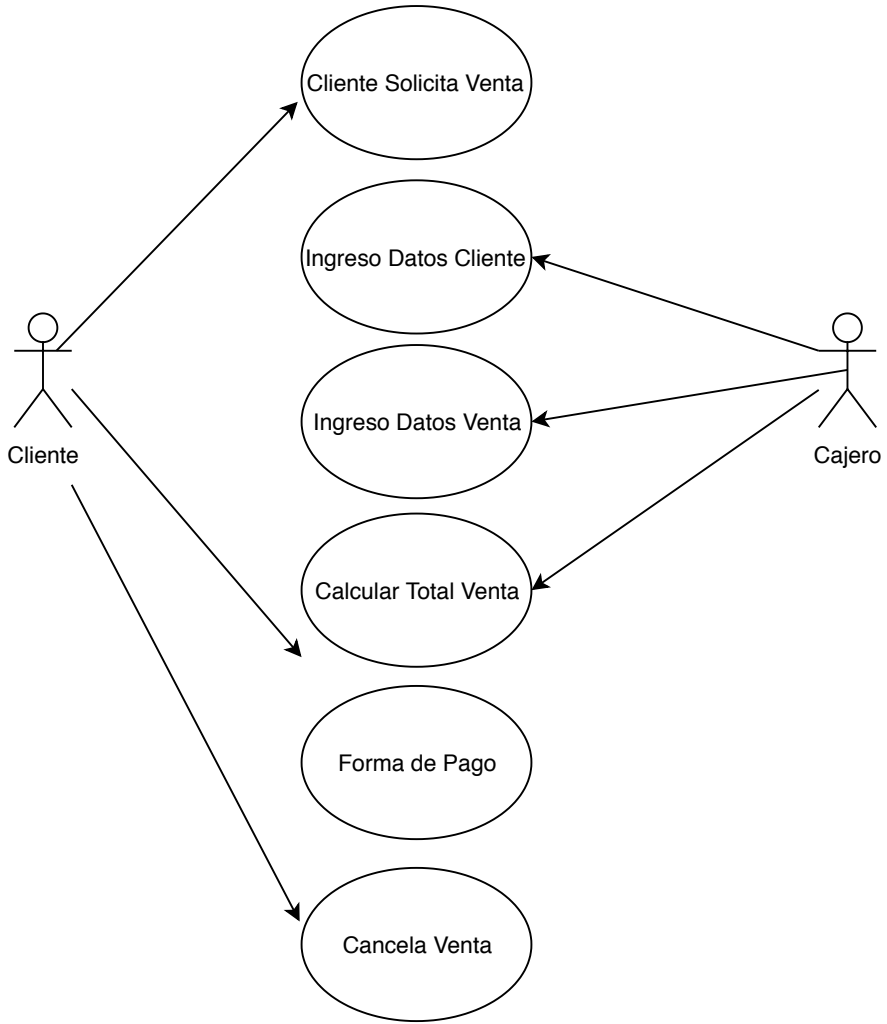 Cliente Solicita Venta
Ingreso Datos Cliente
Ingreso Datos Venta
Cliente
Cajero
Calcular Total Venta
Forma de Pago
Cancela Venta